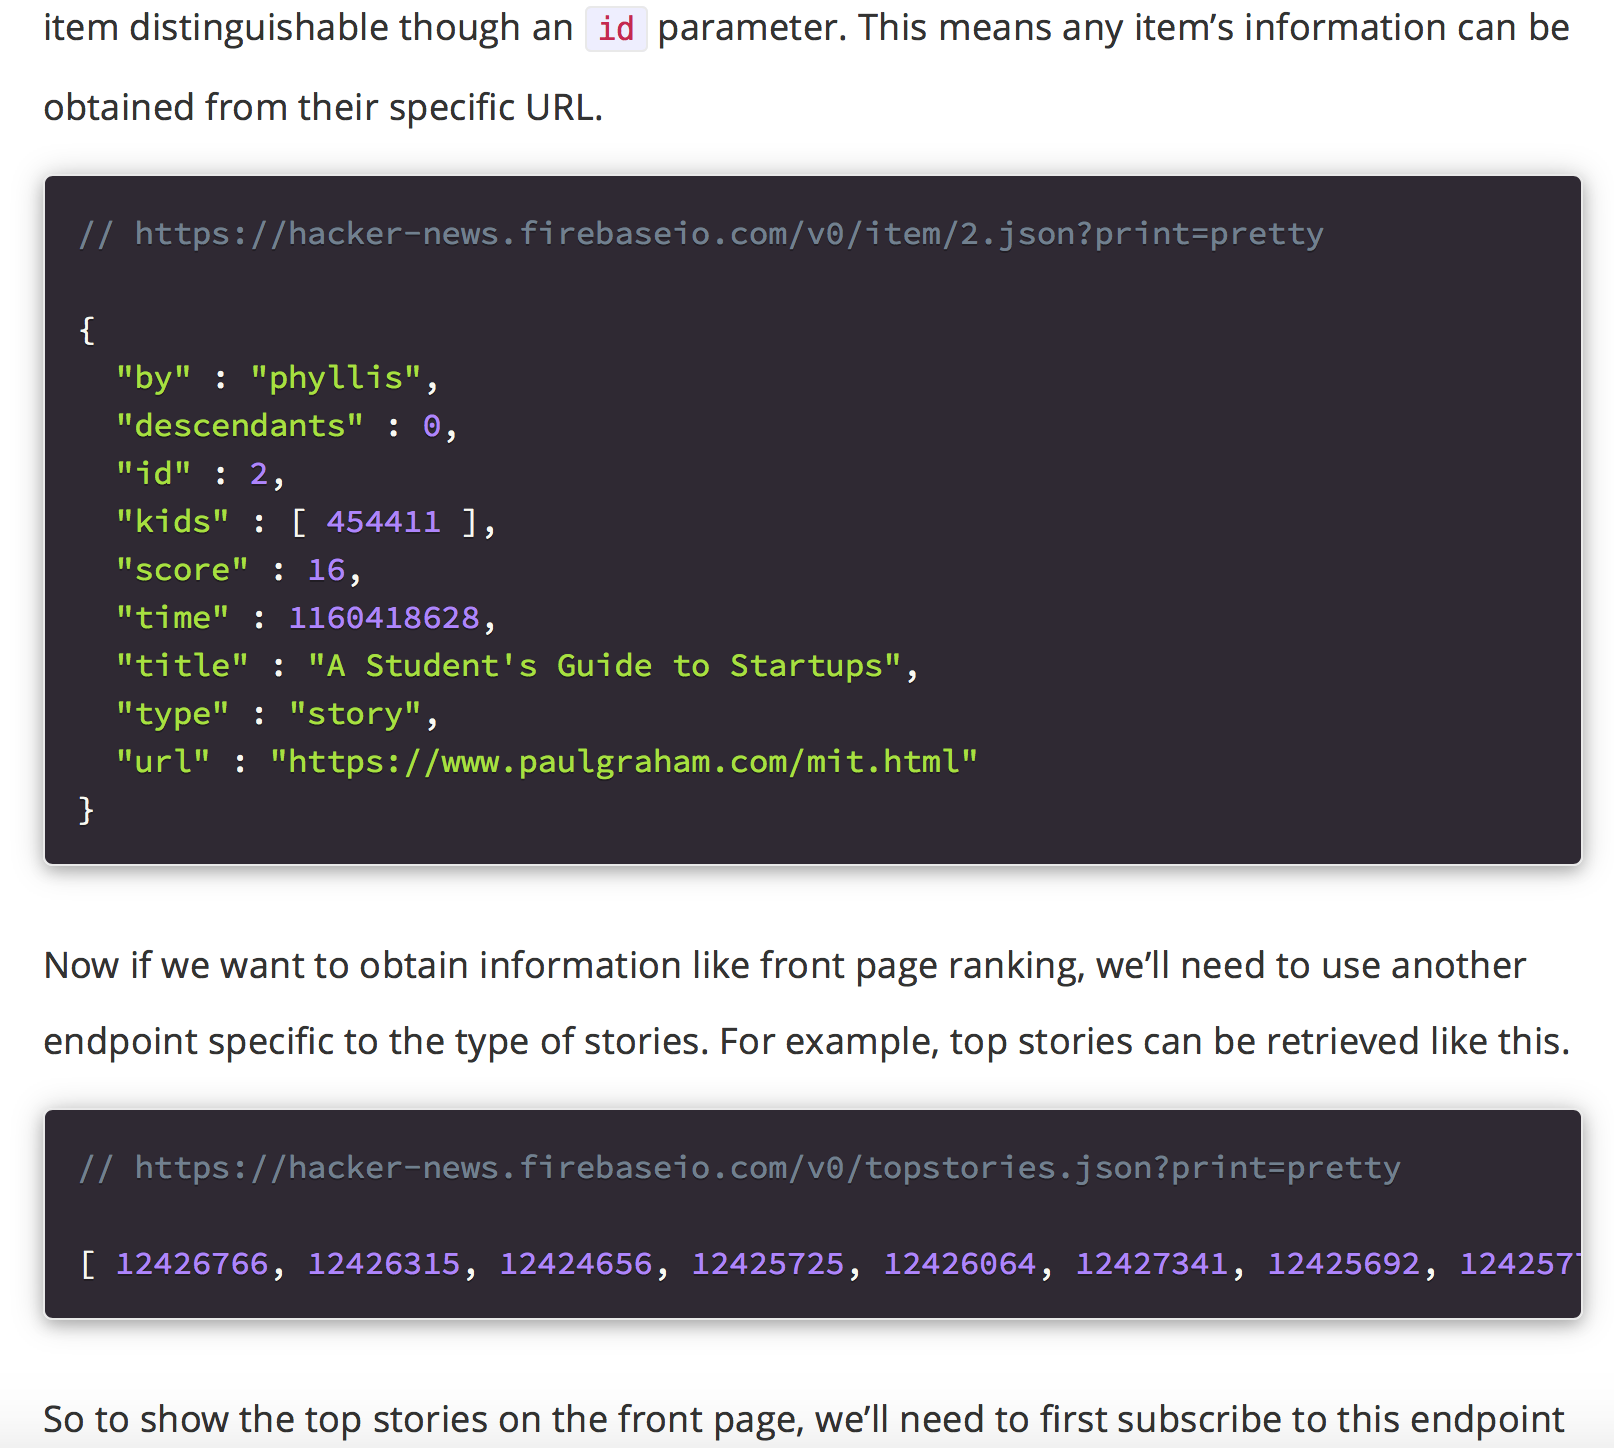 item distinguishable though an id parameter. This means any item’s information can be
obtained from their specific URL.
// https://hacker-news.firebaseio.com/v0/item/2.json?print=pretty
{
"by" : "phyllis",
"descendants" : 0,
"id" : 2,
"kids" : [ 454411 ],
"score" : 16,
"time" : 1160418628,
"title" : "A Student's Guide to Startups",
"type" : "story",
"url" : "https://www.paulgraham.com/mit.html"
}
Now if we want to obtain information like front page ranking, we’ll need to use another
endpoint specific to the type of stories. For example, top stories can be retrieved like this.
// https://hacker-news.firebaseio.com/v0/topstories.json?print=pretty
[ 12426766, 12426315, 12424656, 12425725, 12426064, 12427341, 12425692,
So to show the top stories on the front page, we’ll need to first subscribe to this endpoint